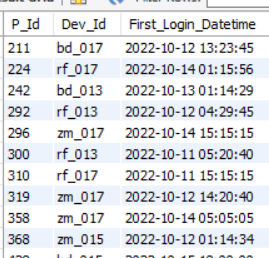 P_Id Dev_Id First_Login_Datetime
211 bd_017 2022-10-12 13:23:45
224 rf_017 2022-10-14 01:15:56
242 bd_013 2022-10-13 01:14:29
292 rf_013 2022-10-12 04:29:45
296 zm_017 2022-10-14 15:15:15
300 rf_013 2022-10-11 05:20:40
310 rf_017 2022-10-11 15:15:15
319 zm_017 2022-10-12 14:20:40
358 zm_017 2022-10-14 05:05:05
368 zm_015 2022-10-12 01:14:34